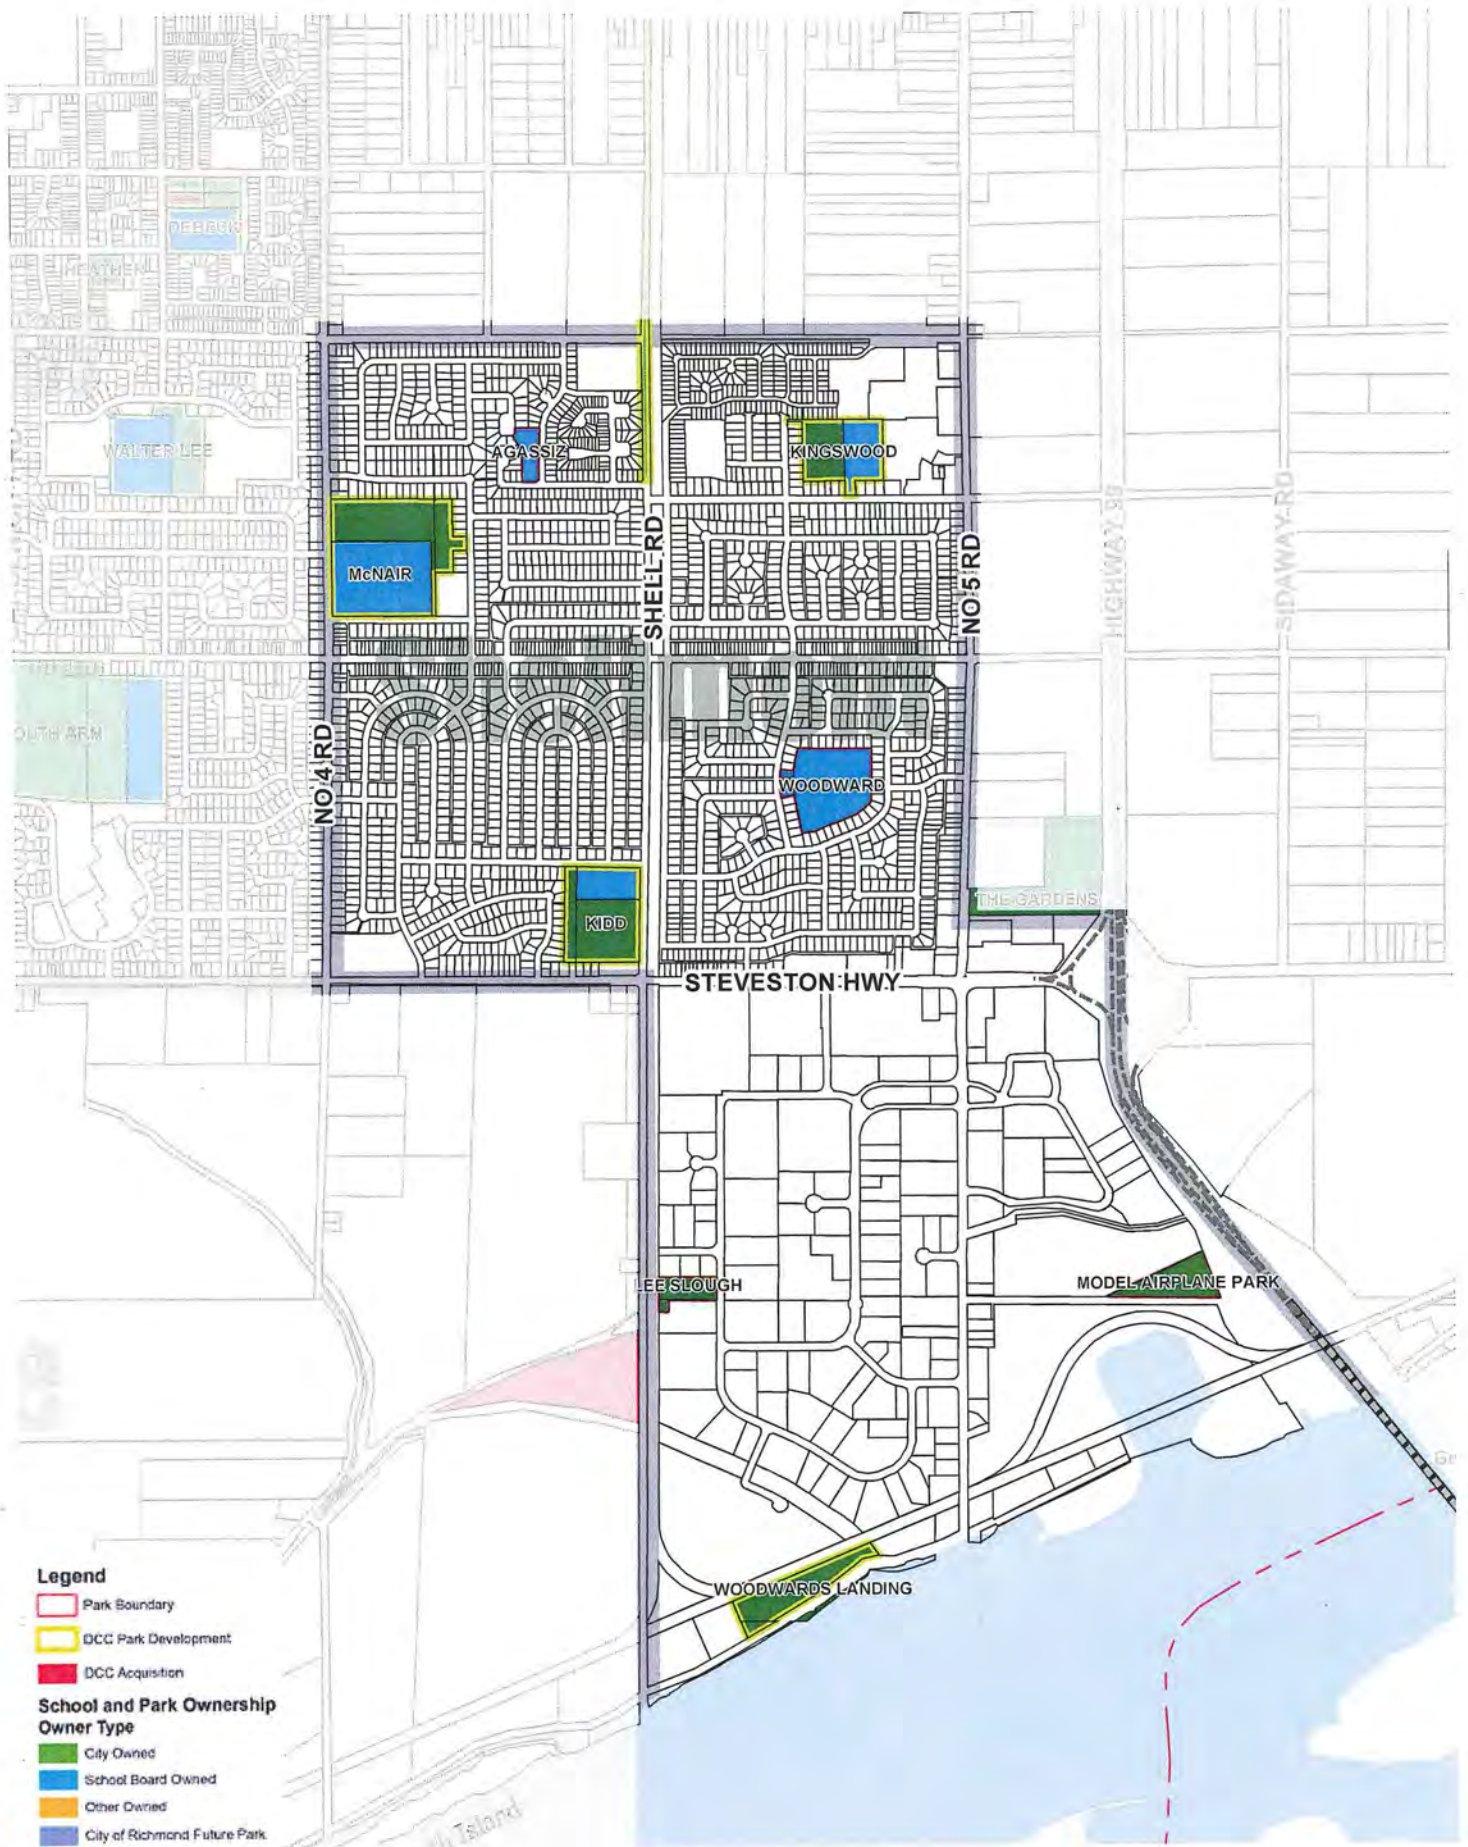 WALTER LEE
AGASSIZ
KINGSWOOD
McNAIR
SHELL RD
NO 5 RD
HIGHWAY 99
SIDAWAY RD
NO 4 RD
WOODWARD
THE GARDENS
KIDD
STEVESTON HWY
LEE SLOUGH
MODEL AIRPLANE PARK
WOODWARDS LANDING
Legend
Park Boundary
DCC Park Development
DCC Acquisition
School and Park Ownership
Owner Type
City Owned
School Board Owned
Other Owned
City of Richmond Future Park
Island